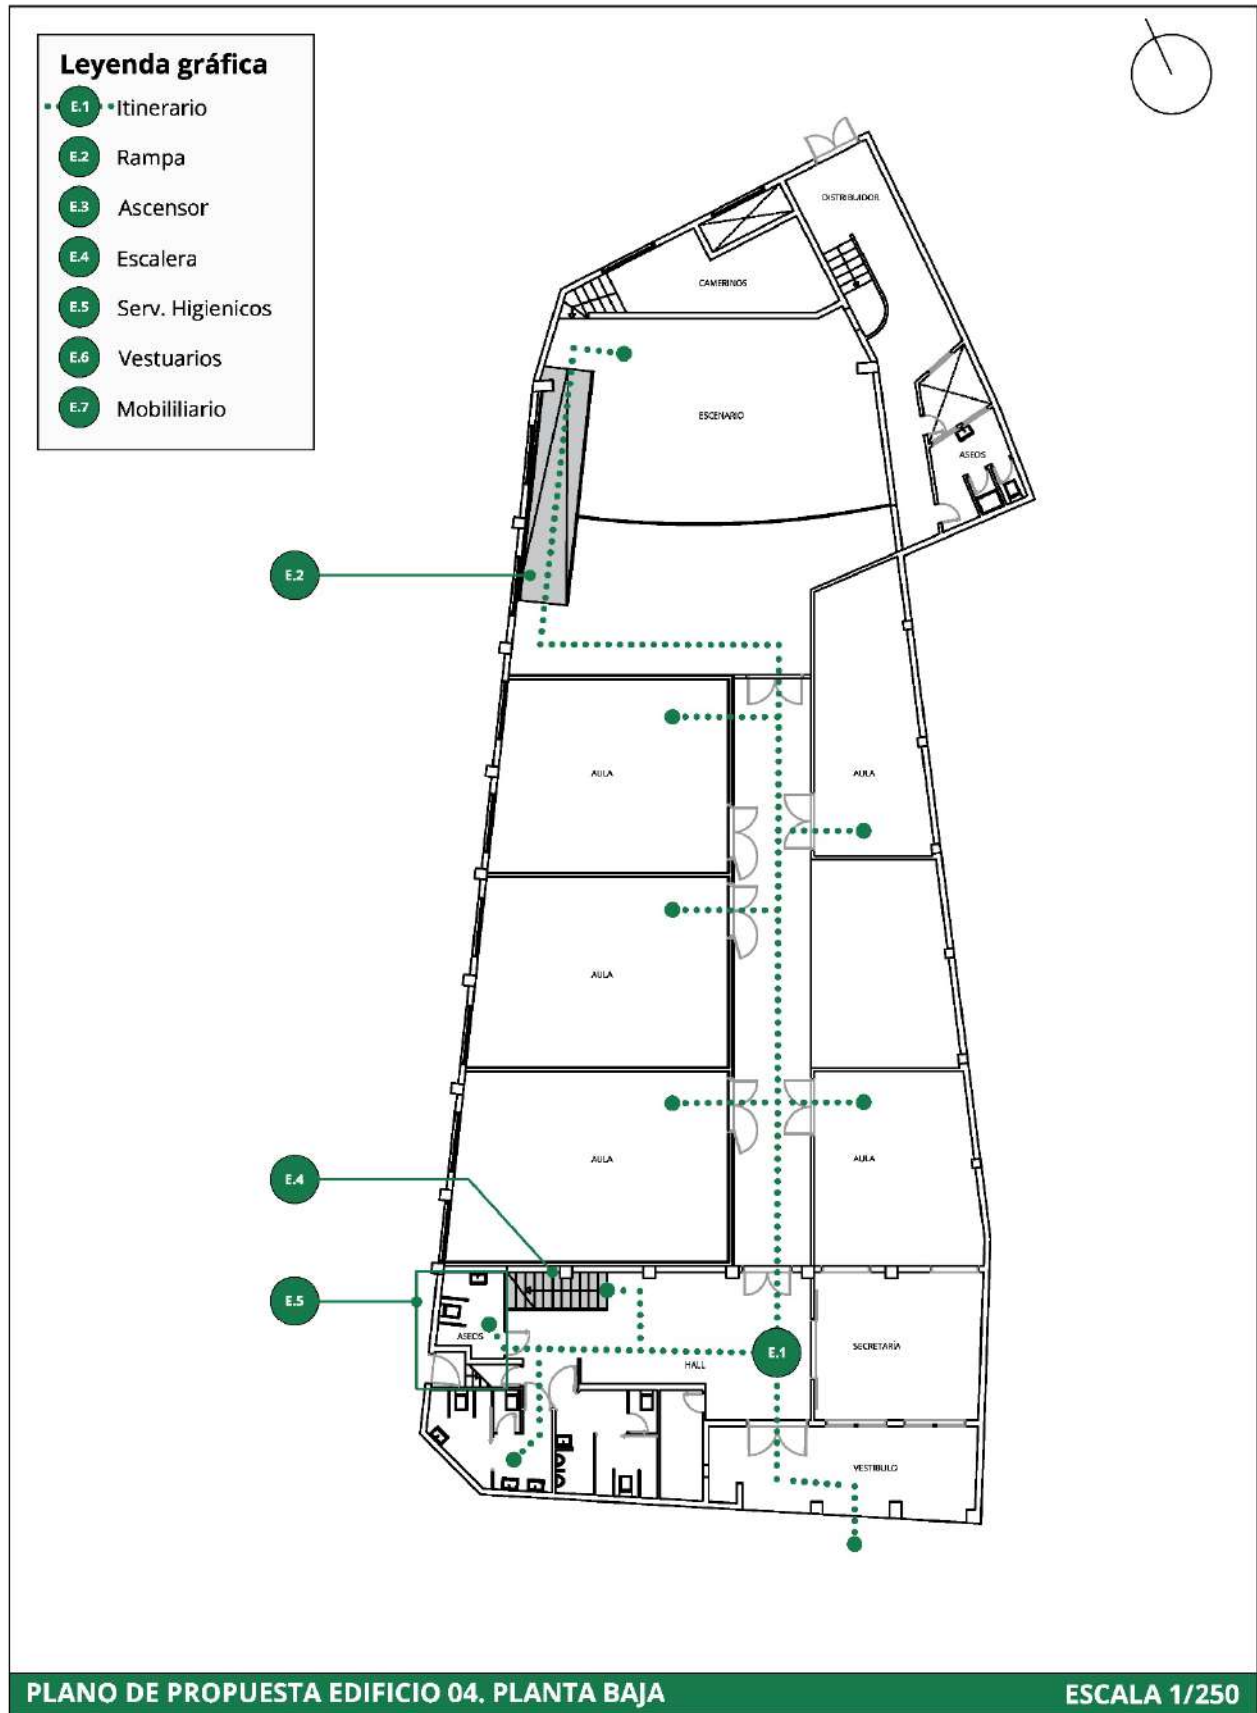 Leyenda gráfica
E.1 Itinerario
E.2 Rampa
E.3 Ascensor
E.4 Escalera
E.5 Serv. Higienicos
E.6 Vestuarios
E.7 Mobililiario
DISTRIBUIDOR
CAMERINOS
ESCENARIO
ASEOS
E.2
AULA
AULA
AULA
AULA
AULA
E.4
E.5
ASEOS
E.1
SECRETARÍA
HALL
VESTIBULO
PLANO DE PROPUESTA EDIFICIO 04. PLANTA BAJA
ESCALA 1/250